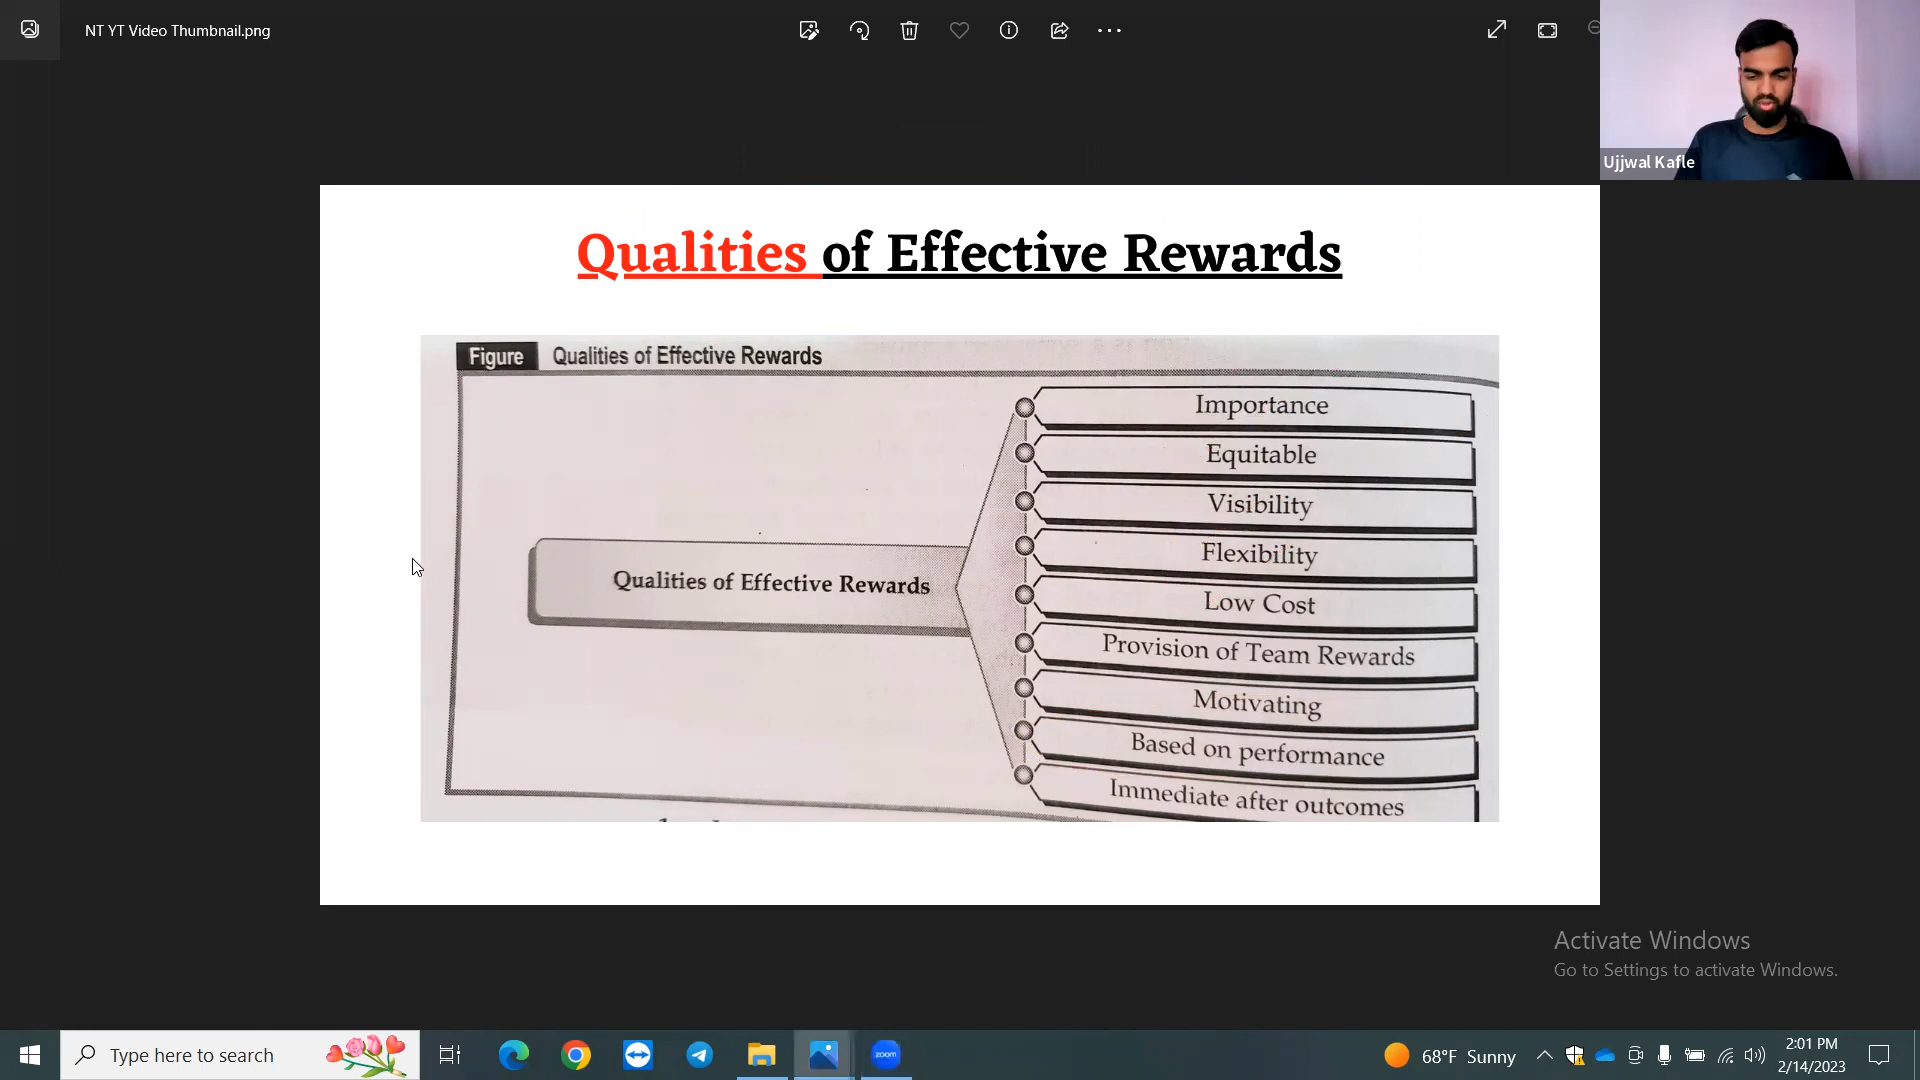 NT YT Video Thumbnail.png
Ujjwal Kafle
Qualities of Effective Rewards
Figure Qualities of Effective Rewards
Importance
Equitable
Visibility
Flexibility
Qualities of Effective Rewards
Low Cost
Provision of Team Rewards
Motivating
Based on performance
Immediate after outcomes
Activate Windows
Go to Settings to activate Windows.
Type here to search
zoom
68°F Sunny
2:01 PM
2/14/2023